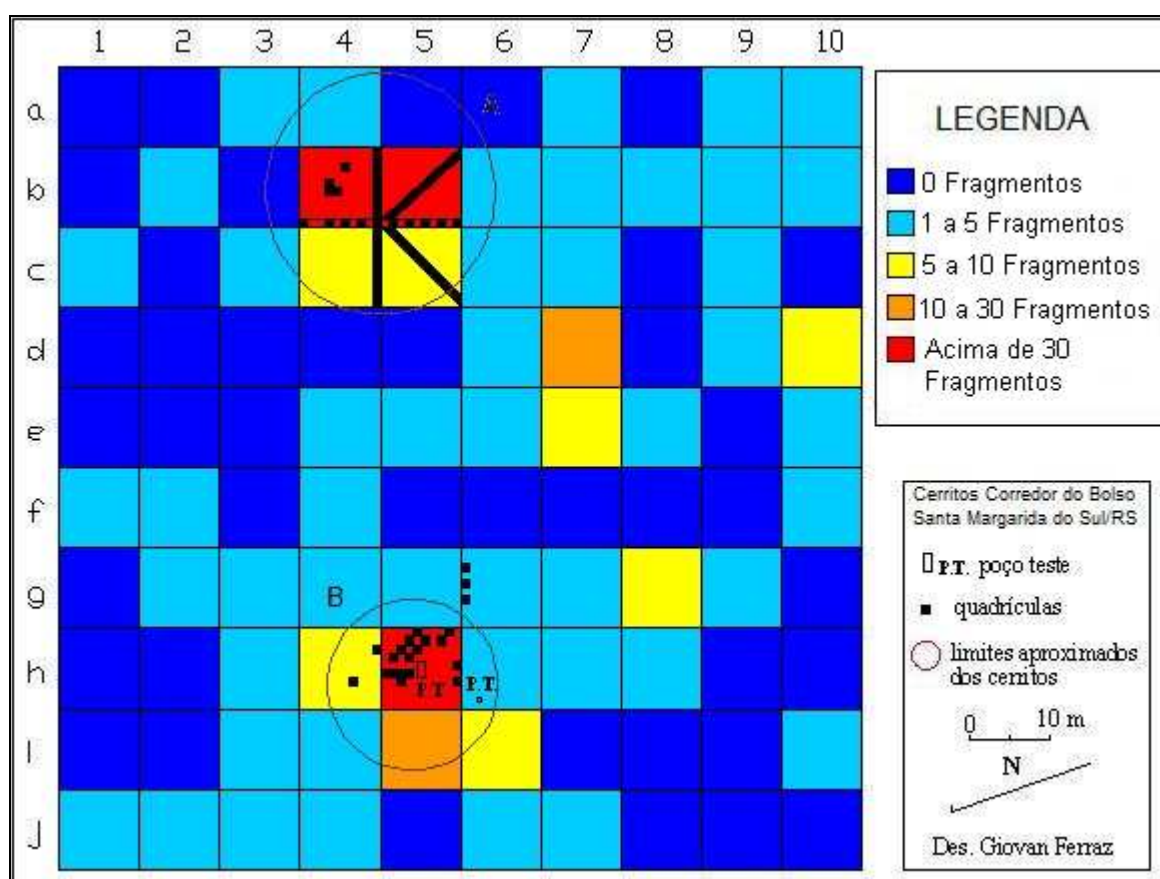 1 2 3 4 5 6 7 8 9 10
a
b
c
d
e
f
g
h
i
j
A
B
P.T.
P.T.
LEGENDA
0 Fragmentos
1 a 5 Fragmentos
5 a 10 Fragmentos
10 a 30 Fragmentos
Acima de 30
Fragmentos
Cerritos Corredor do Bolso
Santa Margarida do Sul/RS
P.T. poço teste
quadrículas
limites aproximados
dos cerritos
0 10 m
N
Des. Giovan Ferraz